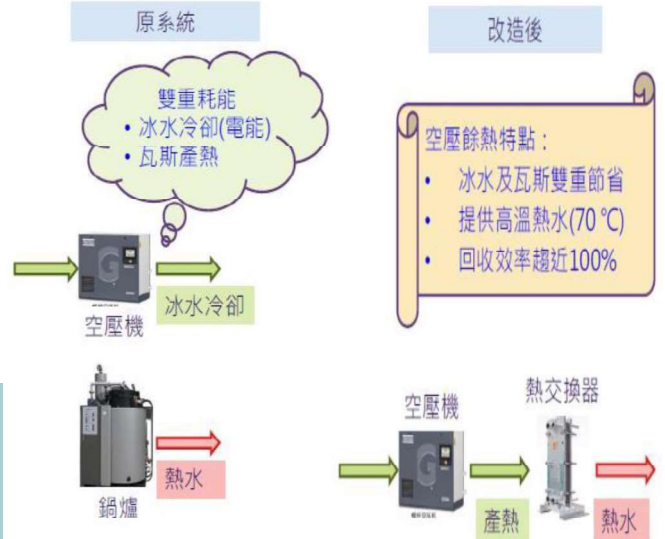 原系統
雙重耗能
• 冰水冷卻(電能)
• 瓦斯產熱
空壓機
冰水冷卻
鍋爐
熱水
改造後
空壓餘熱特點：
• 冰水及瓦斯雙重節省
• 提供高溫熱水(70 °C)
• 回收效率趨近100%
空壓機
產熱
熱交換器
熱水